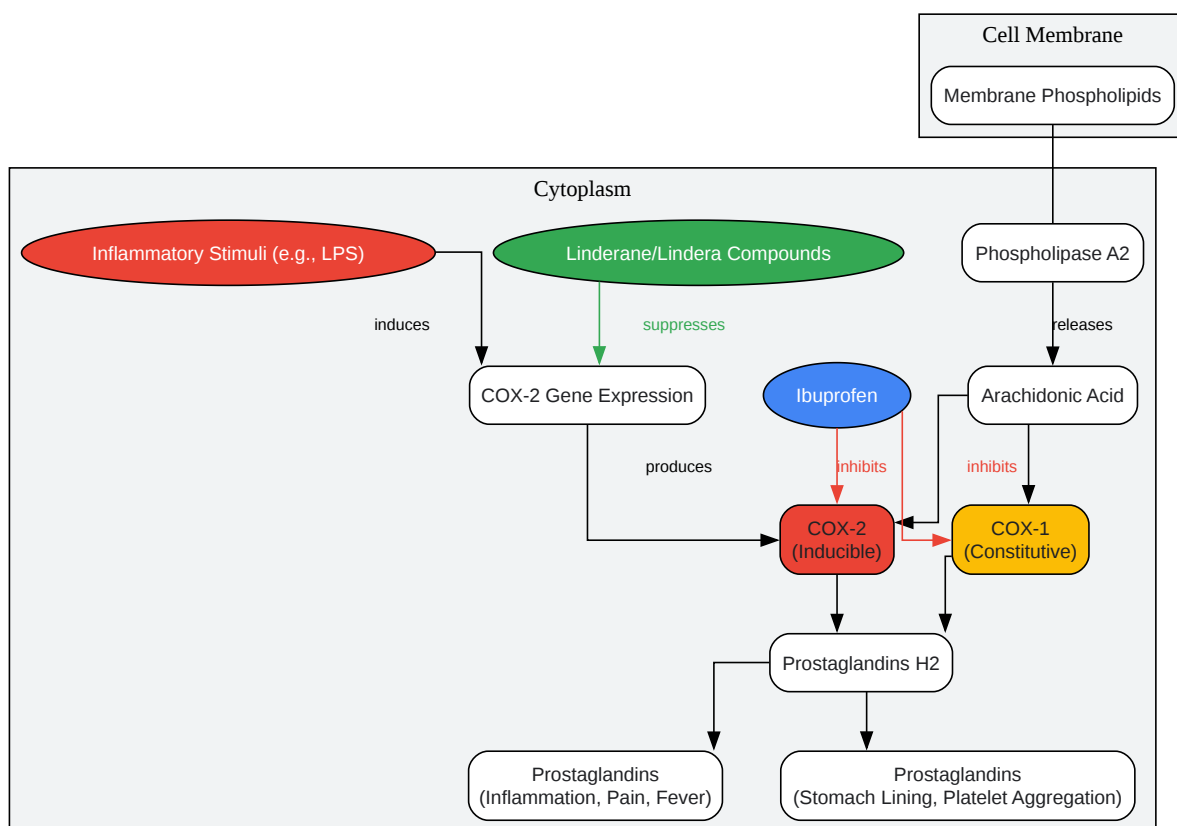 Cell Membrane
Membrane Phospholipids
Cytoplasm
Inflammatory Stimuli (e.g., LPS)
Linderane/Lindera Compounds
Phospholipase A2
induces
suppresses
releases
COX-2 Gene Expression
Ibuprofen
Arachidonic Acid
produces
inhibits
inhibits
COX-2
(Inducible)
COX-1
(Constitutive)
Prostaglandins H2
Prostaglandins
(Inflammation, Pain, Fever)
Prostaglandins
(Stomach Lining, Platelet Aggregation)